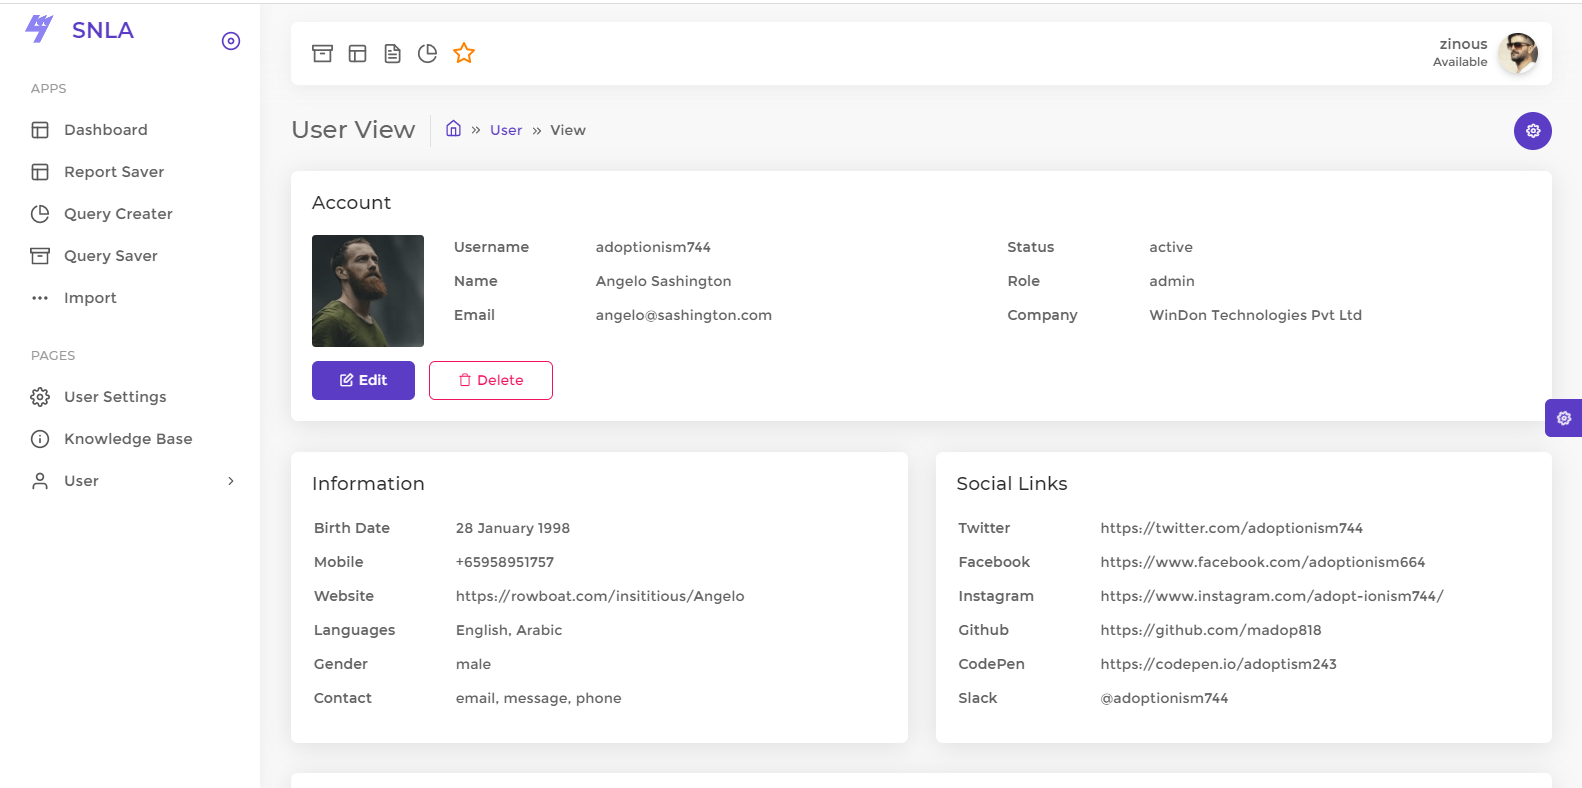 SNLA
zinous
Available
APPS
Dashboard
Report Saver
Query Creater
Query Saver
Import
PAGES
User Settings
Knowledge Base
User
User View
» User » View
Account
Username adoptionism744
Name Angelo Sashington
Email angelo@sashington.com
Status active
Role admin
Company WinDon Technologies Pvt Ltd
Edit
Delete
Information
Birth Date 28 January 1998
Mobile +65958951757
Website https://rowboat.com/insititious/Angelo
Languages English, Arabic
Gender male
Contact email, message, phone
Social Links
Twitter https://twitter.com/adoptionism744
Facebook https://www.facebook.com/adoptionism664
Instagram https://www.instagram.com/adopt-ionism744/
Github https://github.com/madop818
CodePen https://codepen.io/adoptism243
Slack @adoptionism744